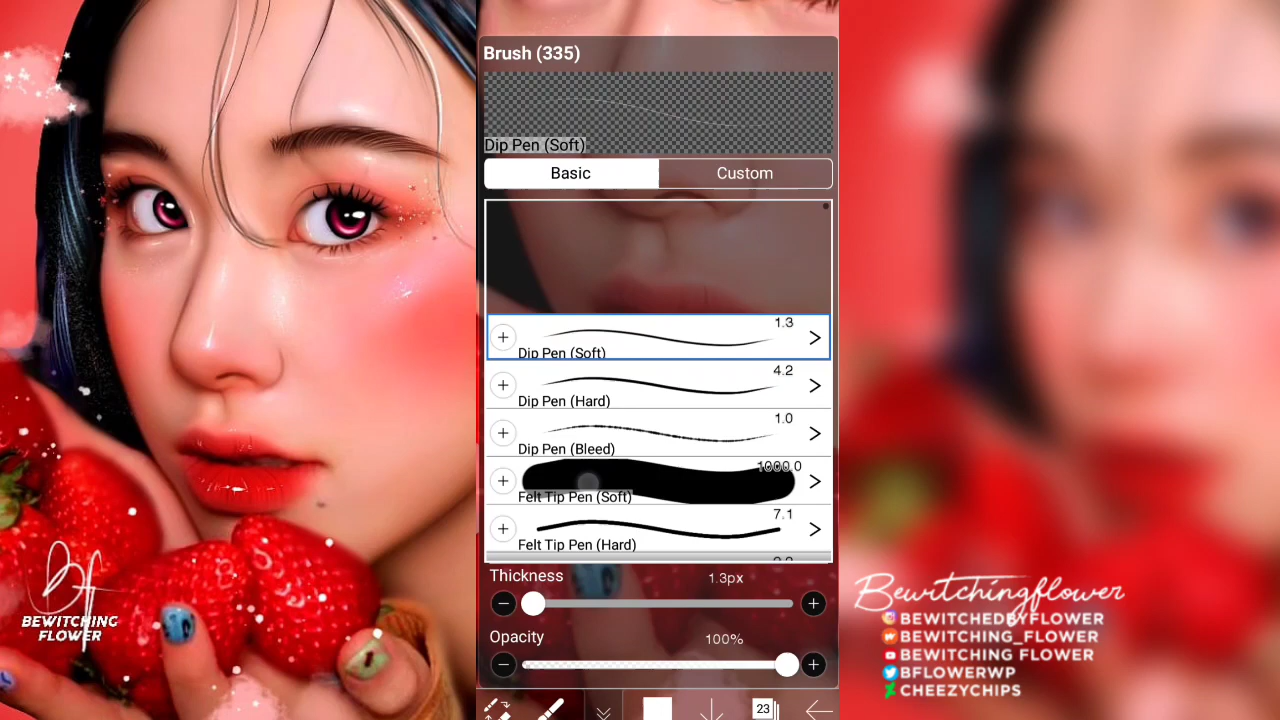 BEWITCHING
FLOWER
Brush (335)
Dip Pen (Soft)
Basic
Custom
1.3
Dip Pen (Soft)
4.2
Dip Pen (Hard)
1.0
Dip Pen (Bleed)
1000.0
Felt Tip Pen (Soft)
7.1
Felt Tip Pen (Hard)
Thickness
1.3px
Opacity
100%
23
Bewitchingflower
BEWITCHEDBYFLOWER
BEWITCHING_FLOWER
BEWITCHING FLOWER
BFLOWERWP
CHEEZYCHIPS